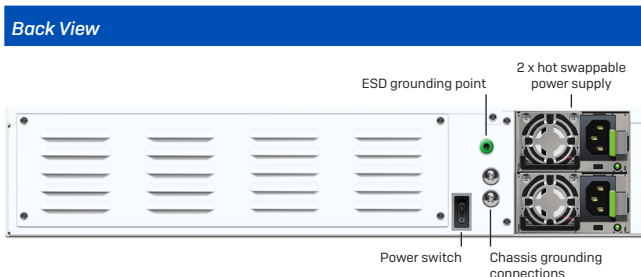 Back View
2 x hot swappable
power supply
ESD grounding point
Power switch
Chassis grounding
connections